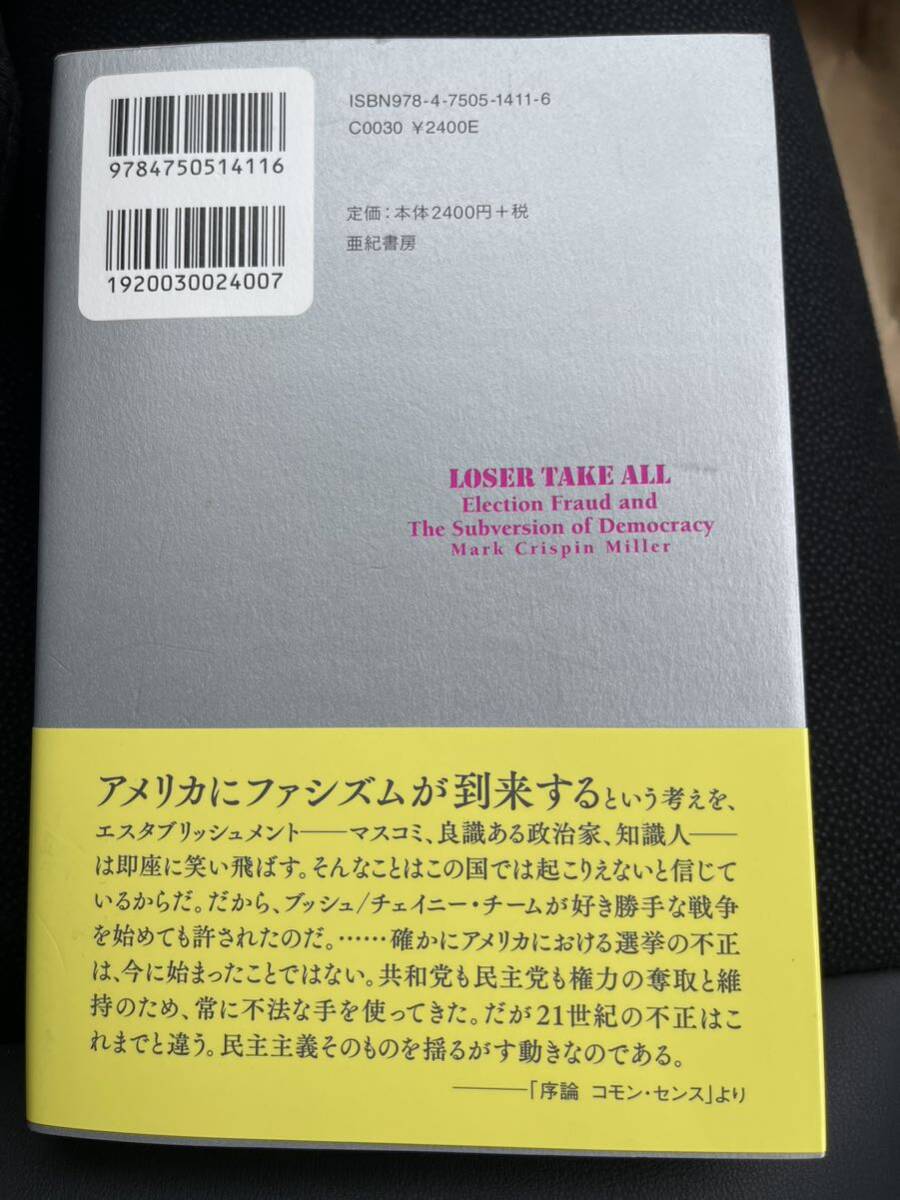 9784750514116
1920030024007
ISBN978-4-7505-1411-6
C0030 ¥2400E
定価：本体2400円＋税
亜紀書房
LOSER TAKE ALL
Election Fraud and
The Subversion of Democracy
Mark Crispin Miller
アメリカにファシズムが到来するという考えを、
エスタブリッシュメント――マスコミ、良識ある政治家、知識人――
は即座に笑い飛ばす。そんなことはこの国では起こりえないと信じて
いるからだ。だから、ブッシュ/チェイニー・チームが好き勝手な戦争
を始めても許されたのだ。……確かにアメリカにおける選挙の不正
は、今に始まったことではない。共和党も民主党も権力の奪取と維
持のため、常に不法な手を使ってきた。だが21世紀の不正はこ
れまでと違う。民主主義そのものを揺るがす動きなのである。
――「序論 コモン・センス」より